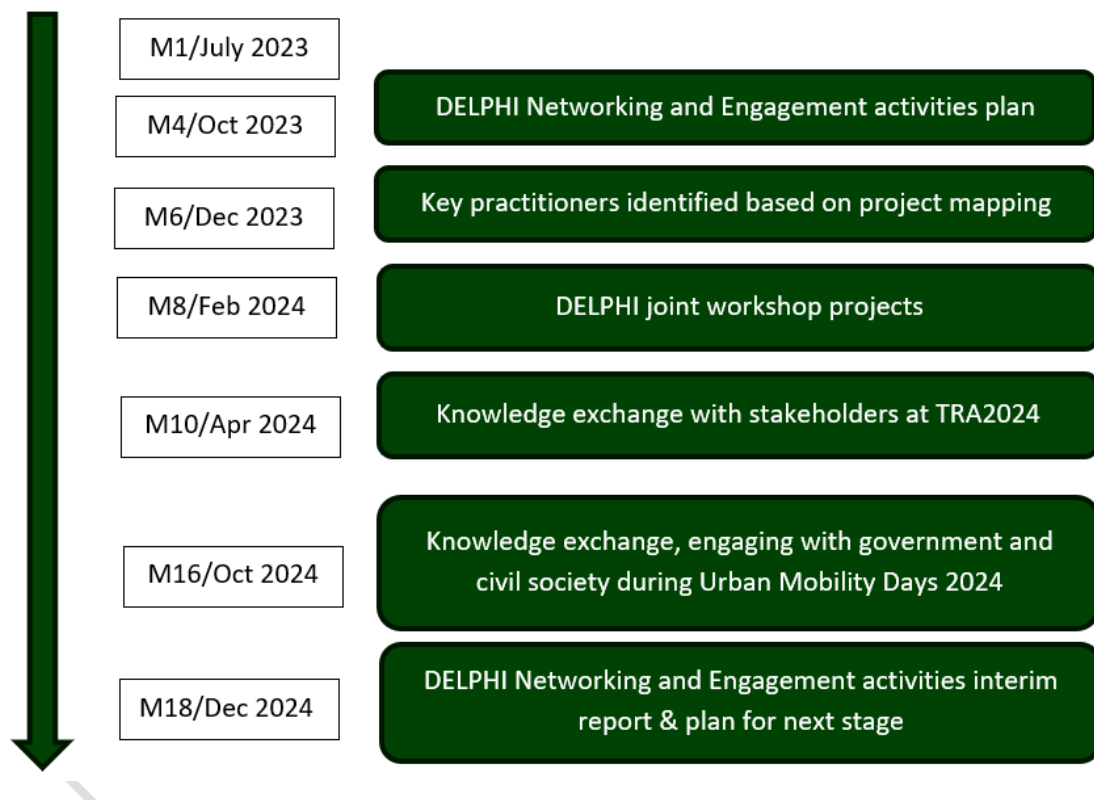 M1/July 2023
DELPHI Networking and Engagement activities plan
M4/Oct 2023
Key practitioners identified based on project mapping
M6/Dec 2023
M8/Feb 2024
DELPHI joint workshop projects
M10/Apr 2024
Knowledge exchange with stakeholders at TRA2024
M16/Oct 2024
Knowledge exchange, engaging with government and
civil society during Urban Mobility Days 2024
M18/Dec 2024
DELPHI Networking and Engagement activities interim
report & plan for next stage